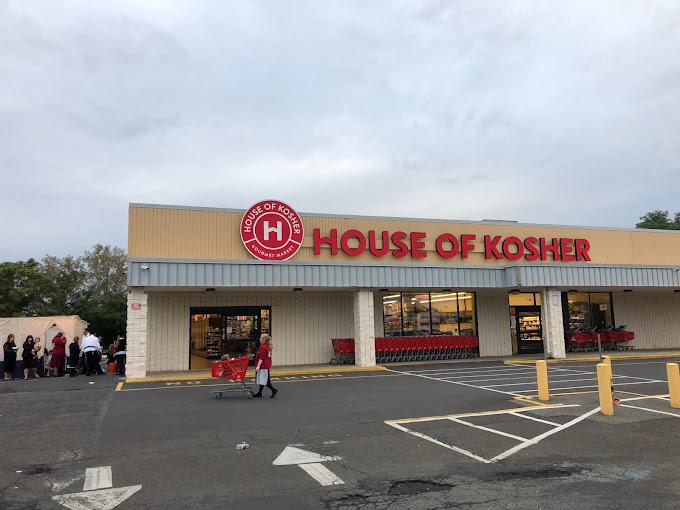 HOUSE OF KOSHER
H
GOURMET MARKET
HOUSE OF KOSHER